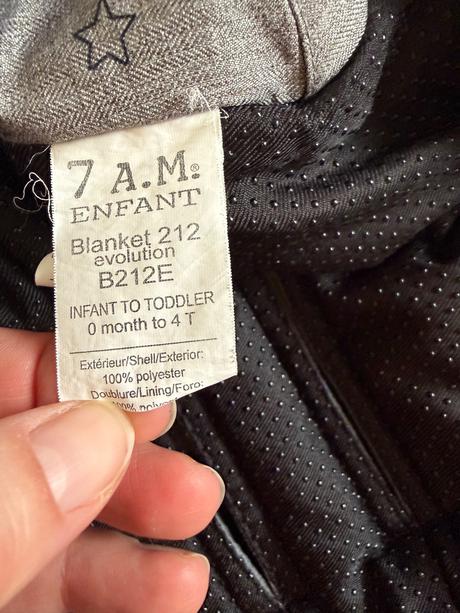 7 A.M.®
ENFANT
Blanket 212
evolution
B212E
INFANT TO TODDLER
0 month to 4 T
Extérieur/Shell/Exterior:
100% polyester
Doublure/Lining/Foro: